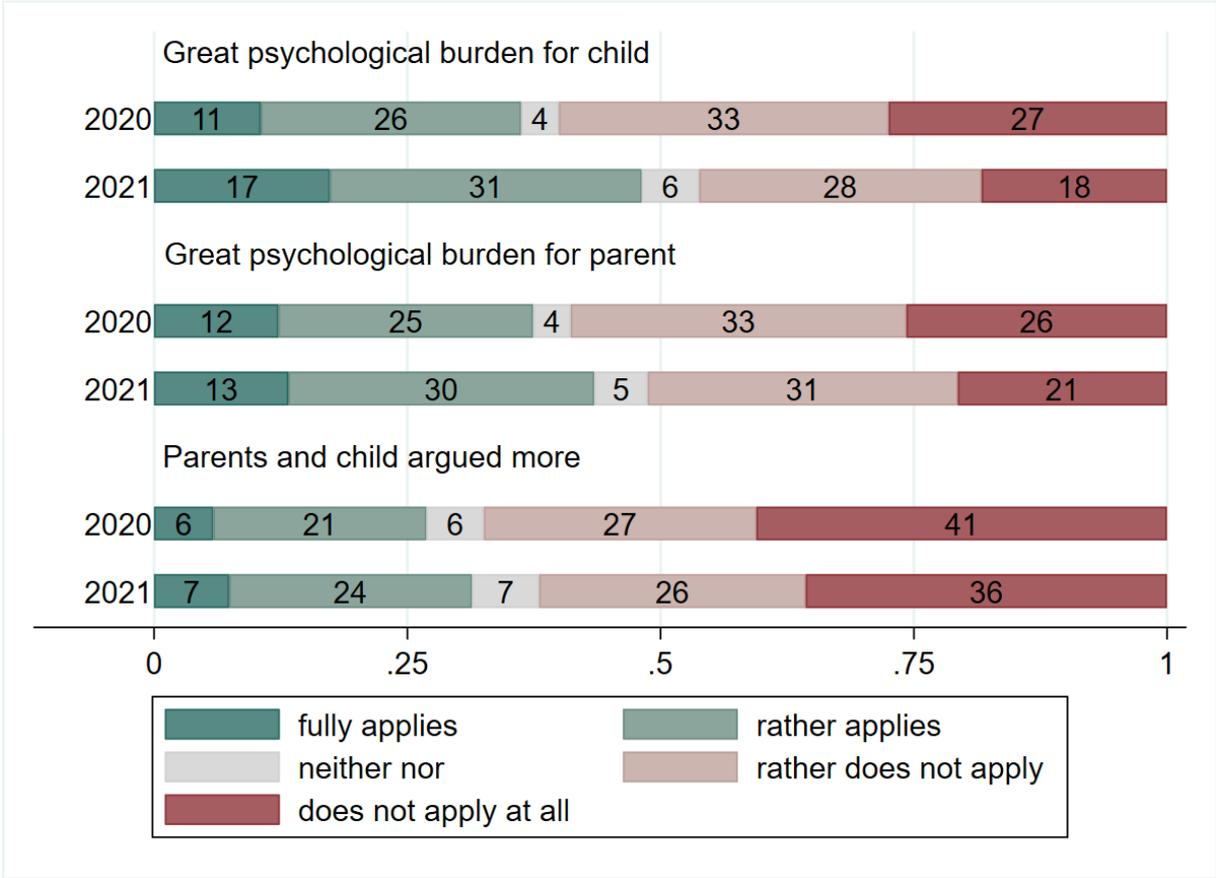 Great psychological burden for child
2020 11 26 4 33 27
2021 17 31 6 28 18
Great psychological burden for parent
2020 12 25 4 33 26
2021 13 30 5 31 21
Parents and child argued more
2020 6 21 6 27 41
2021 7 24 7 26 36
0 .25 .5 .75 1
fully applies rather applies
neither nor rather does not apply
does not apply at all